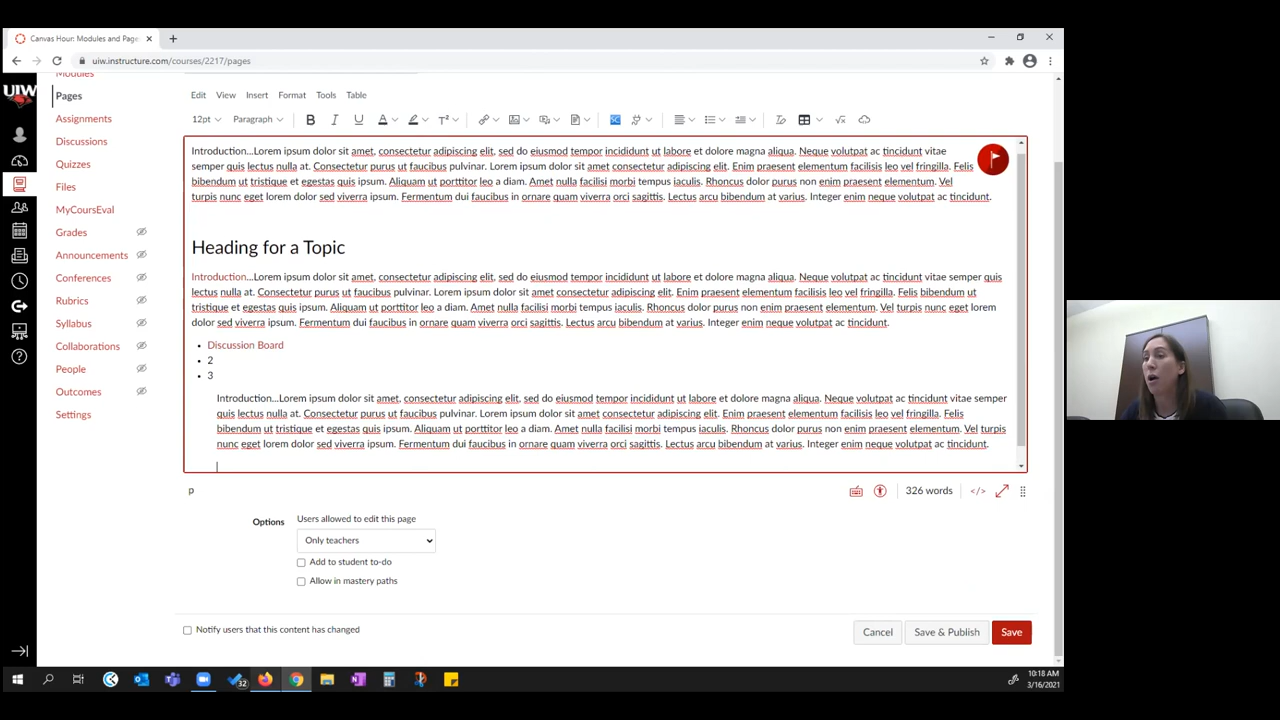 Canvas Hour: Modules and Page
uiw.instructure.com/courses/2217/pages
Modules
UIW
Pages
Assignments
Discussions
Quizzes
Files
MyCoursEval
Grades
Announcements
Conferences
Rubrics
Syllabus
Collaborations
People
Outcomes
Settings
Edit View Insert Format Tools Table
12pt Paragraph B I U A T² SC √x
Introduction...Lorem ipsum dolor sit amet, consectetur adipiscing elit, sed do eiusmod tempor incididunt ut labore et dolore magna aliqua. Neque volutpat ac tincidunt vitae
semper quis lectus nulla at. Consectetur purus ut faucibus pulvinar. Lorem ipsum dolor sit amet consectetur adipiscing elit. Enim praesent elementum facilisis leo vel fringilla. Felis
bibendum ut tristique et egestas quis ipsum. Aliquam ut porttitor leo a diam. Amet nulla facilisi morbi tempus iaculis. Rhoncus dolor purus non enim praesent elementum. Vel
turpis nunc eget lorem dolor sed viverra ipsum. Fermentum dui faucibus in ornare quam viverra orci sagittis. Lectus arcu bibendum at varius. Integer enim neque volutpat ac tincidunt.
Heading for a Topic
Introduction...Lorem ipsum dolor sit amet, consectetur adipiscing elit, sed do eiusmod tempor incididunt ut labore et dolore magna aliqua. Neque volutpat ac tincidunt vitae semper quis
lectus nulla at. Consectetur purus ut faucibus pulvinar. Lorem ipsum dolor sit amet consectetur adipiscing elit. Enim praesent elementum facilisis leo vel fringilla. Felis bibendum ut
tristique et egestas quis ipsum. Aliquam ut porttitor leo a diam. Amet nulla facilisi morbi tempus iaculis. Rhoncus dolor purus non enim praesent elementum. Vel turpis nunc eget lorem
dolor sed viverra ipsum. Fermentum dui faucibus in ornare quam viverra orci sagittis. Lectus arcu bibendum at varius. Integer enim neque volutpat ac tincidunt.
• Discussion Board
• 2
• 3
Introduction...Lorem ipsum dolor sit amet, consectetur adipiscing elit, sed do eiusmod tempor incididunt ut labore et dolore magna aliqua. Neque volutpat ac tincidunt vitae semper
quis lectus nulla at. Consectetur purus ut faucibus pulvinar. Lorem ipsum dolor sit amet consectetur adipiscing elit. Enim praesent elementum facilisis leo vel fringilla. Felis
bibendum ut tristique et egestas quis ipsum. Aliquam ut porttitor leo a diam. Amet nulla facilisi morbi tempus iaculis. Rhoncus dolor purus non enim praesent elementum. Vel turpis
nunc eget lorem dolor sed viverra ipsum. Fermentum dui faucibus in ornare quam viverra orci sagittis. Lectus arcu bibendum at varius. Integer enim neque volutpat ac tincidunt.
p
326 words </>
Options
Users allowed to edit this page
Only teachers
Add to student to-do
Allow in mastery paths
Notify users that this content has changed
Cancel Save & Publish Save
32
10:18 AM
3/16/2021